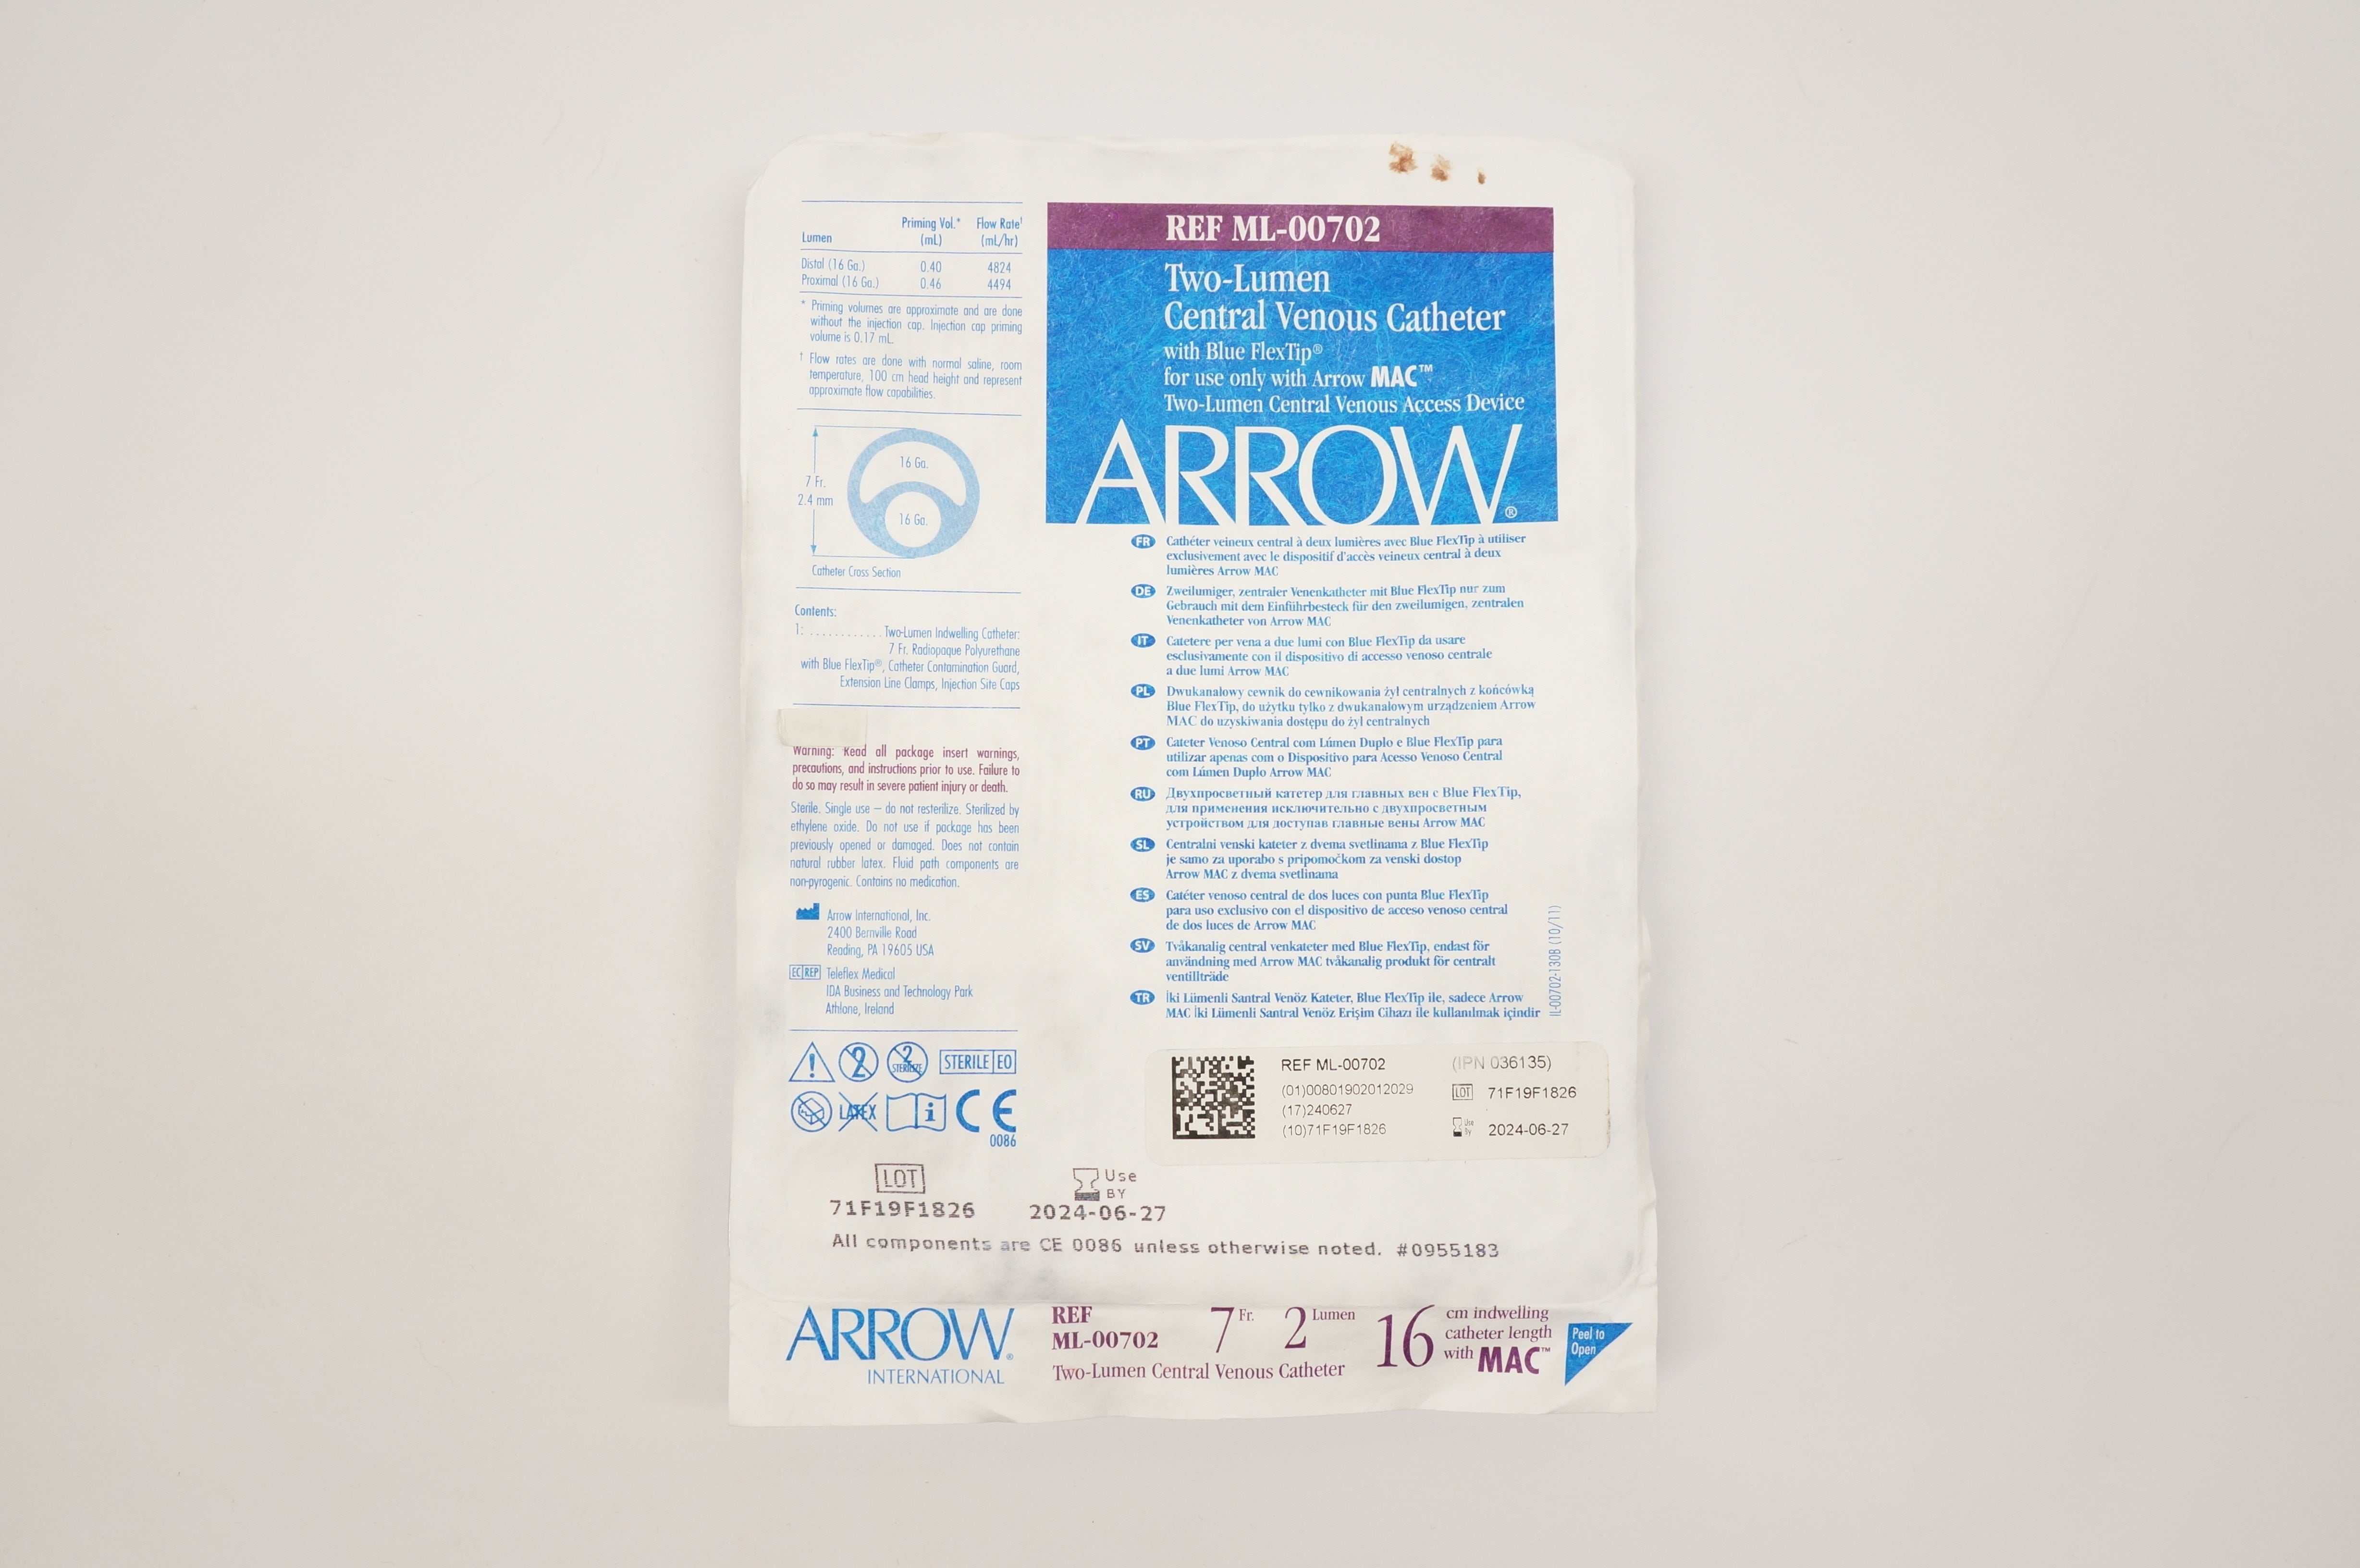 Lumen Priming Vol.* (mL) Flow Rate† (mL/hr)
Distal (16 Ga.) 0.40 4824
Proximal (16 Ga.) 0.46 4494
* Priming volumes are approximate and are done
without the injection cap. Injection cap priming
volume is 0.17 mL.
† Flow rates are done with normal saline, room
temperature, 100 cm head height and represent
approximate flow capabilities.
16 Ga.
7 Fr.
2.4 mm
16 Ga.
Catheter Cross Section
Contents:
1: . . . . . . . . . . . . Two-Lumen Indwelling Catheter:
7 Fr. Radiopaque Polyurethane
with Blue FlexTip®, Catheter Contamination Guard,
Extension Line Clamps, Injection Site Caps
Warning: Read all package insert warnings,
precautions, and instructions prior to use. Failure to
do so may result in severe patient injury or death.
Sterile. Single use – do not resterilize. Sterilized by
ethylene oxide. Do not use if package has been
previously opened or damaged. Does not contain
natural rubber latex. Fluid path components are
non-pyrogenic. Contains no medication.
Arrow International, Inc.
2400 Bernville Road
Reading, PA 19605 USA
EC REP Teleflex Medical
IDA Business and Technology Park
Athlone, Ireland
2 2 STERILIZE STERILE EO
LATEX i CE
0086
REF ML-00702
Two-Lumen
Central Venous Catheter
with Blue FlexTip®
for use only with Arrow MAC™
Two-Lumen Central Venous Access Device
ARROW®
FR Cathéter veineux central à deux lumières avec Blue FlexTip à utiliser
exclusivement avec le dispositif d'accès veineux central à deux
lumières Arrow MAC
DE Zweilumiger, zentraler Venenkatheter mit Blue FlexTip nur zum
Gebrauch mit dem Einführbesteck für den zweilumigen, zentralen
Venenkatheter von Arrow MAC
IT Catetere per vena a due lumi con Blue FlexTip da usare
esclusivamente con il dispositivo di accesso venoso centrale
a due lumi Arrow MAC
PL Dwukanałowy cewnik do cewnikowania żył centralnych z końcówką
Blue FlexTip, do użytku tylko z dwukanałowym urządzeniem Arrow
MAC do uzyskiwania dostępu do żył centralnych
PT Cateter Venoso Central com Lúmen Duplo e Blue FlexTip para
utilizar apenas com o Dispositivo para Acesso Venoso Central
com Lúmen Duplo Arrow MAC
RU Двухпросветный катетер для главных вен с Blue FlexTip,
для применения исключительно с двухпросветным
устройством для доступав главные вены Arrow MAC
SL Centralni venski kateter z dvema svetlinama z Blue FlexTip
je samo za uporabo s pripomočkom za venski dostop
Arrow MAC z dvema svetlinama
ES Catéter venoso central de dos luces con punta Blue FlexTip
para uso exclusivo con el dispositivo de acceso venoso central
de dos luces de Arrow MAC
SV Tvåkanalig central venkateter med Blue FlexTip, endast för
användning med Arrow MAC tvåkanalig produkt för centralt
ventillträde
TR İki Lümenli Santral Venöz Kateter, Blue FlexTip ile, sadece Arrow
MAC İki Lümenli Santral Venöz Erişim Cihazı ile kullanılmak içindir
IL-00702-130B (10/11)
REF ML-00702 (IPN 036135)
(01)00801902012029 LOT 71F19F1826
(17)240627
(10)71F19F1826 Use By 2024-06-27
LOT Use BY
71F19F1826 2024-06-27
All components are CE 0086 unless otherwise noted. #0955183
ARROW®
INTERNATIONAL
REF
ML-00702
7 Fr. 2 Lumen
Two-Lumen Central Venous Catheter
16 cm indwelling
catheter length
with MAC™
Peel to
Open